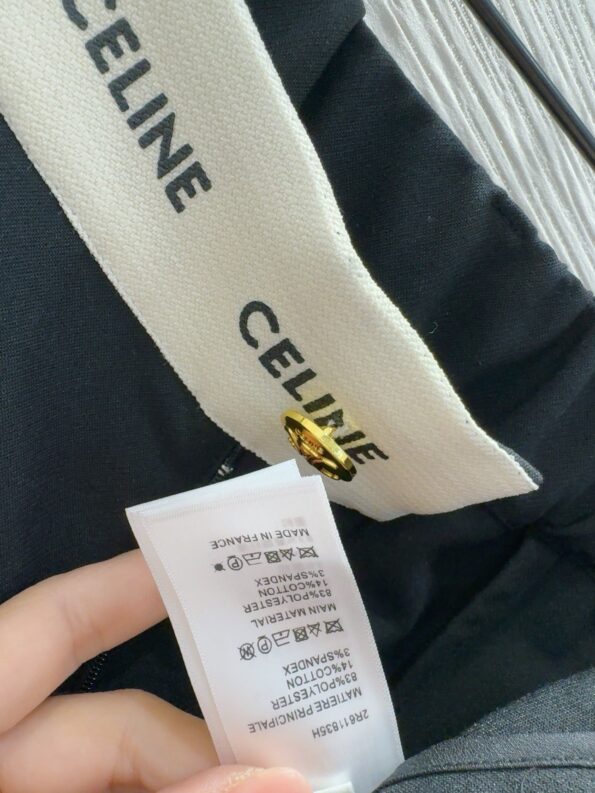 CELINE
CELINE
2R611835H
MATIERE PRINCIPALE
83%POLYESTER
14%COTTON
3%SPANDEX
MAIN MATERIAL
83%POLYESTER
14%COTTON
3%SPANDEX
MADE IN FRANCE